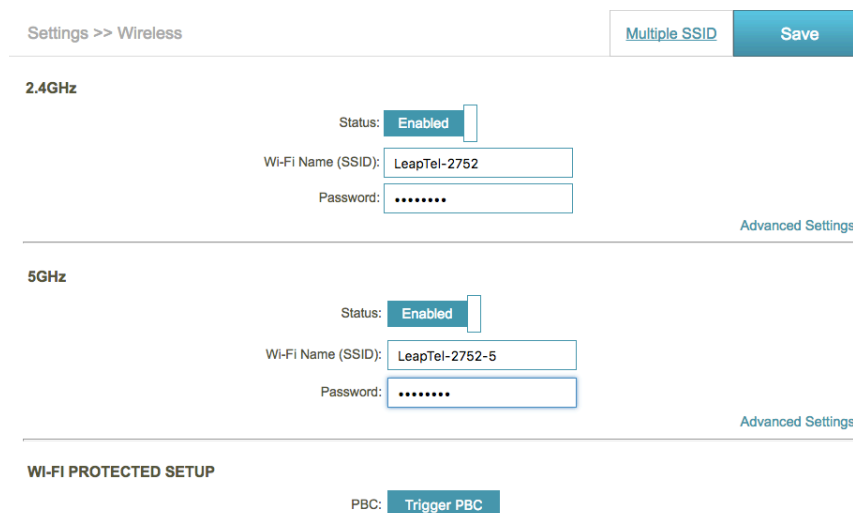 Settings >> Wireless
Multiple SSID
Save
2.4GHz
Status: Enabled
Wi-Fi Name (SSID): LeapTel-2752
Password: ••••••••
Advanced Settings
5GHz
Status: Enabled
Wi-Fi Name (SSID): LeapTel-2752-5
Password: ••••••••
Advanced Settings
WI-FI PROTECTED SETUP
PBC: Trigger PBC